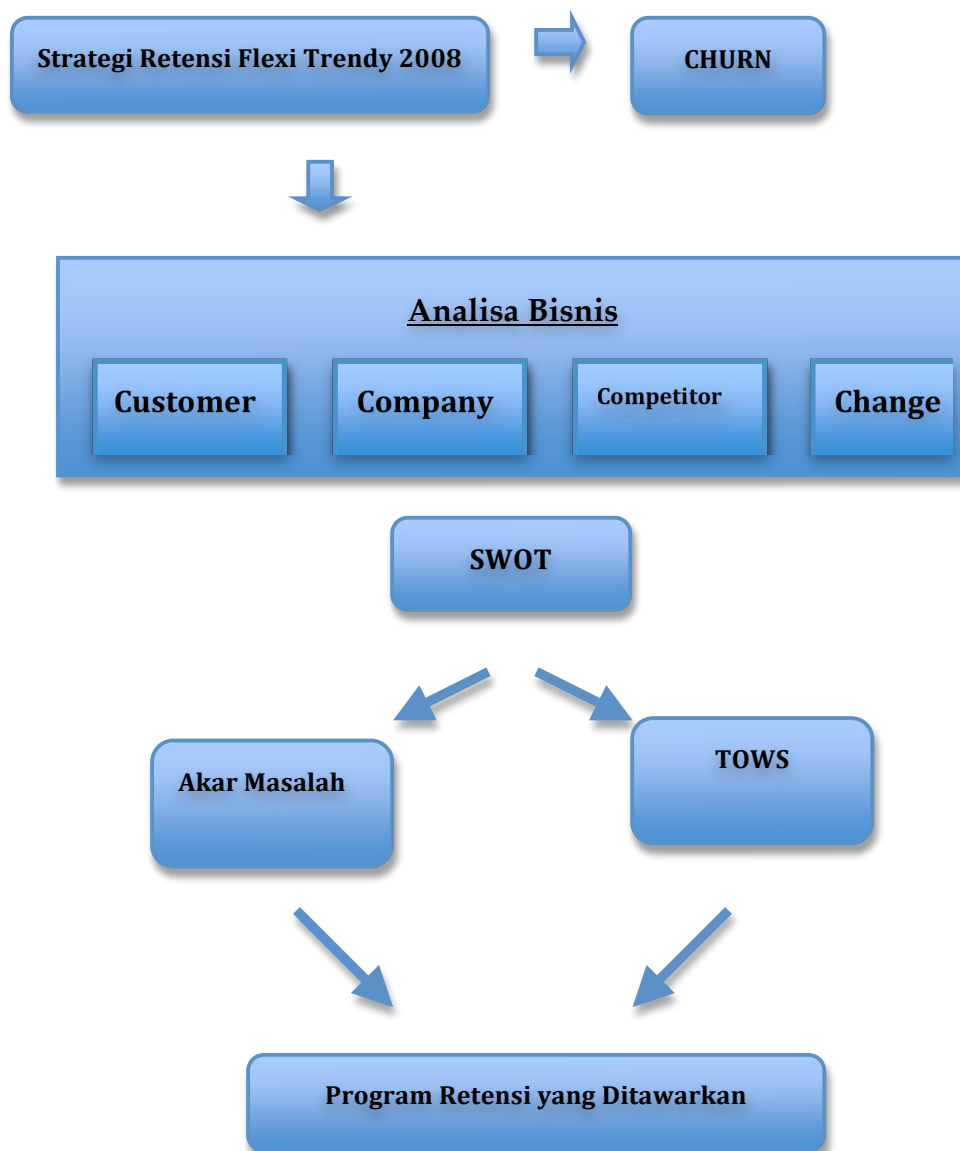 Strategi Retensi Flexi Trendy 2008
CHURN
Analisa Bisnis
Customer
Company
Competitor
Change
SWOT
Akar Masalah
TOWS
Program Retensi yang Ditawarkan